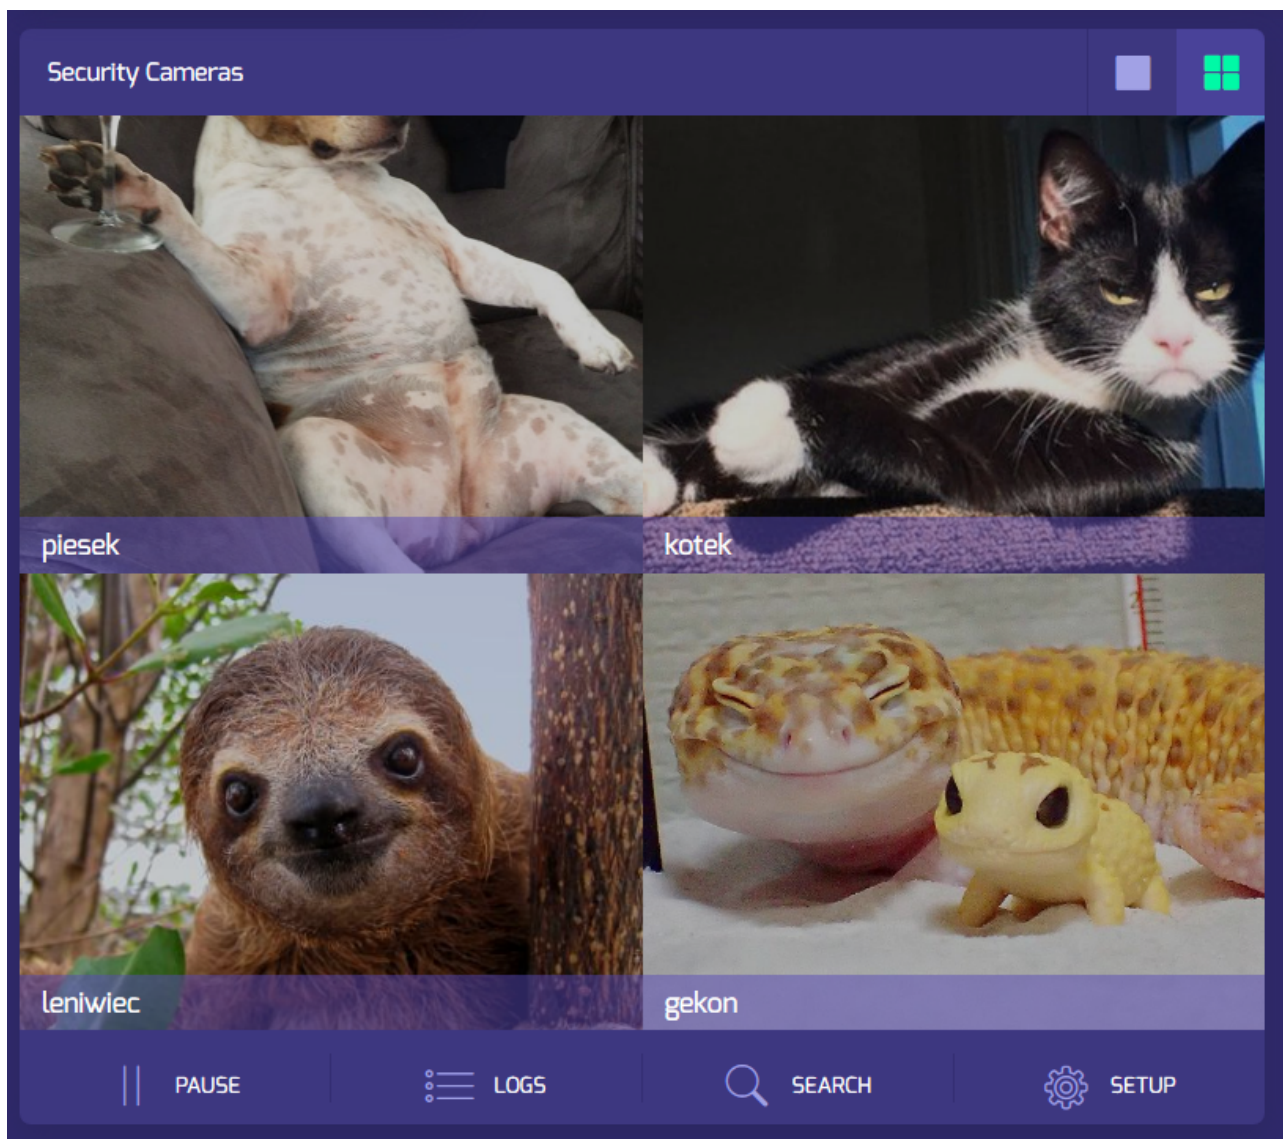 Security Cameras
piesek
kotek
leniwiec
gekon
PAUSE
LOGS
SEARCH
SETUP